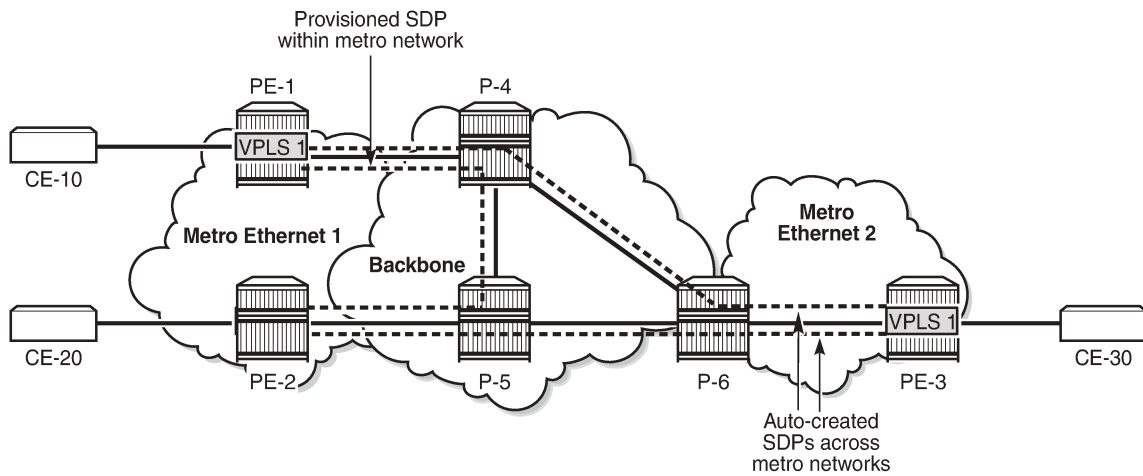 Provisioned SDP
within metro network
PE-1
P-4
VPLS 1
CE-10
Metro Ethernet 1
Backbone
Metro
Ethernet 2
VPLS 1
CE-20
PE-2
P-5
P-6
PE-3
CE-30
Auto-created
SDPs across
metro networks